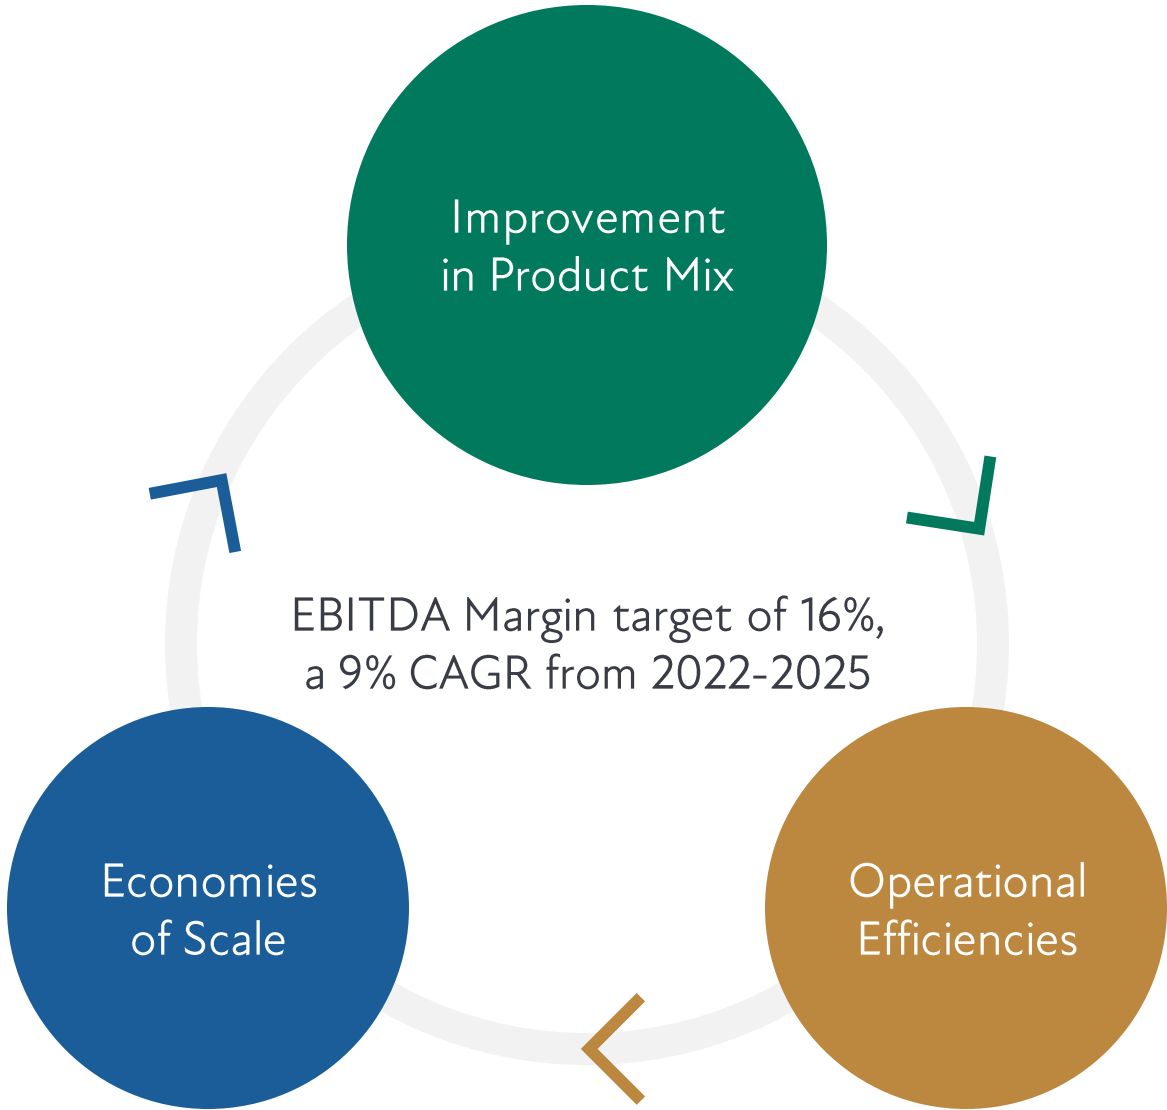 Improvement
in Product Mix
EBITDA Margin target of 16%,
a 9% CAGR from 2022-2025
Economies
of Scale
Operational
Efficiencies